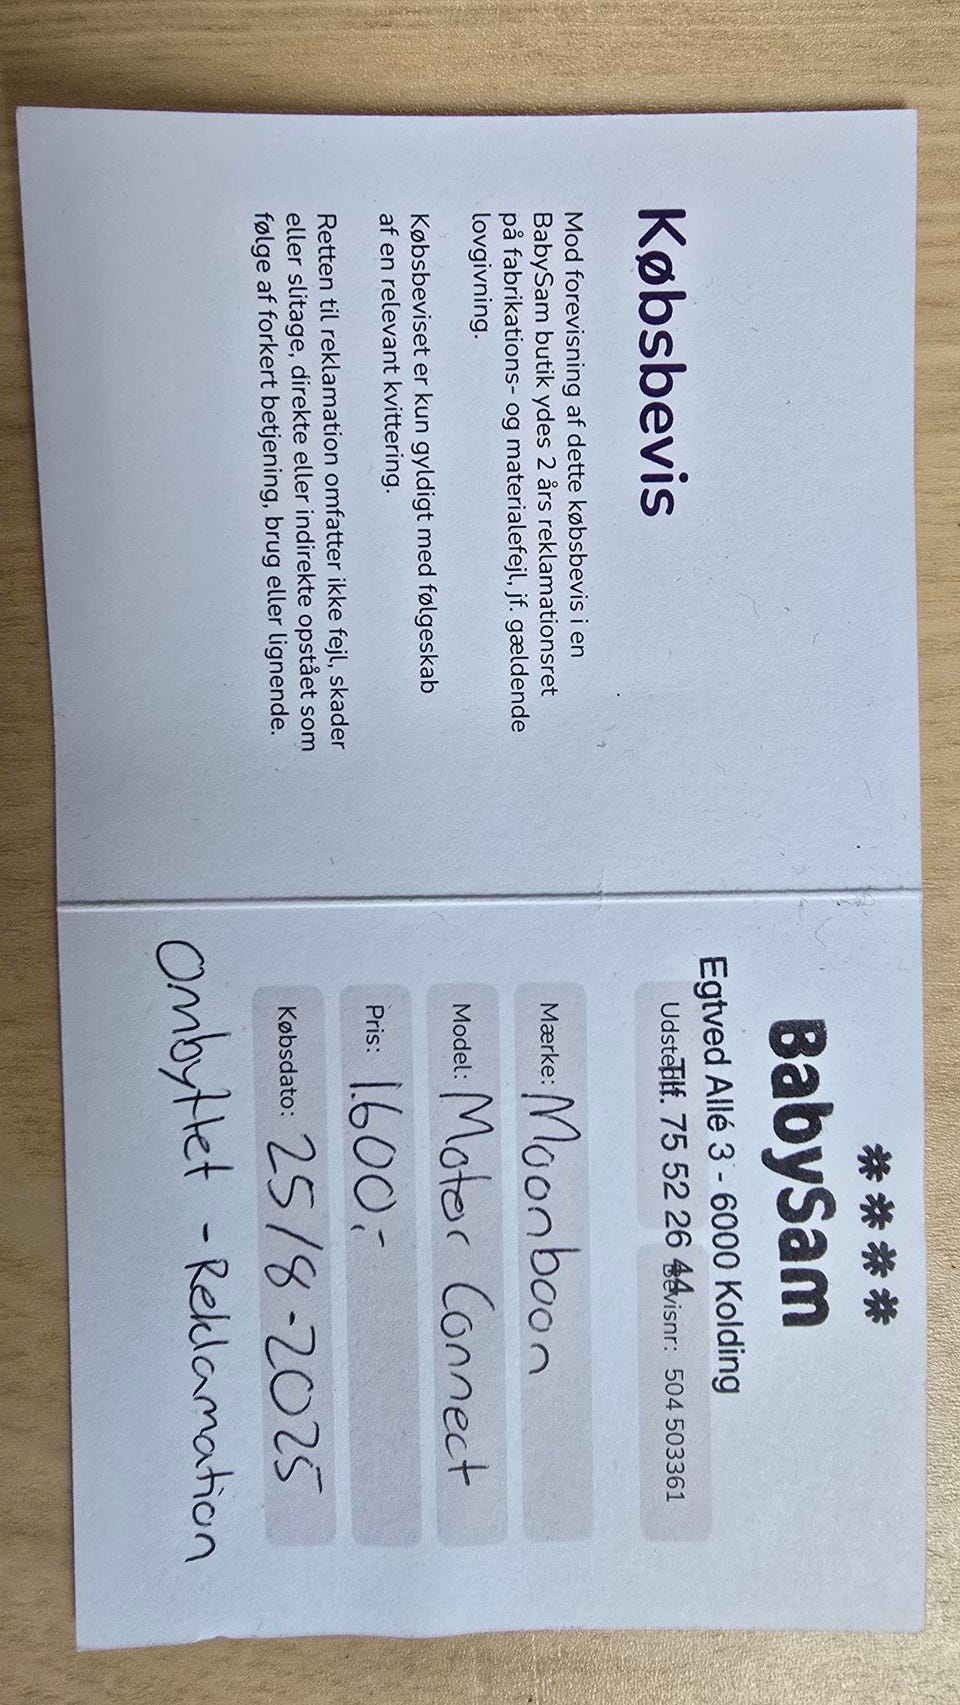 Købsbevis
Mod forevisning af dette købsbevis i en
BabySam butik ydes 2 års reklamationsret
på fabrikations- og materialefejl, jf. gældende
lovgivning.
Købsbeviset er kun gyldigt med følgeskab
af en relevant kvittering.
Retten til reklamation omfatter ikke fejl, skader
eller slitage, direkte eller indirekte opstået som
følge af forkert betjening, brug eller lignende.
****
BabySam
Egtved Allé 3 - 6000 Kolding
Tlf. 75 52 26 44
Bevisnr: 504 503361
Mærke: Moonboon
Model: Motor Connect
Pris: 1.600,-
Købsdato: 25/8-2025
Ombyttet - Reklamation